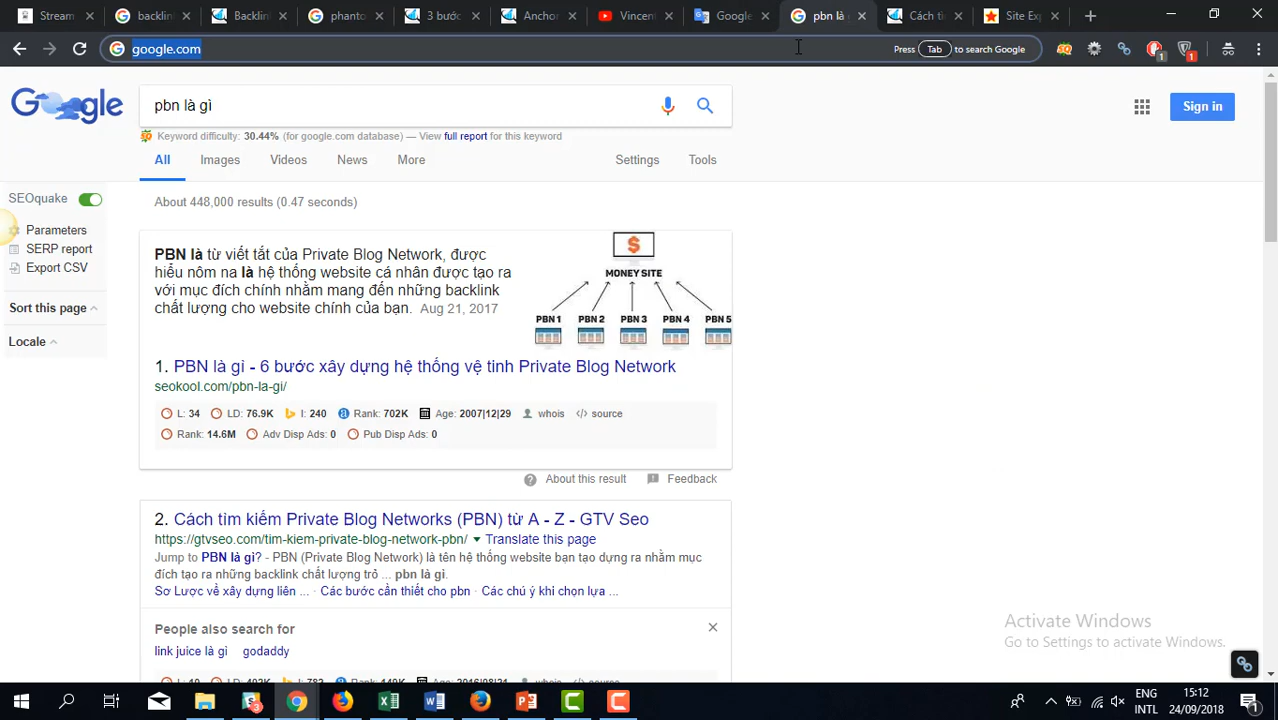 Stream
backlin
Backlin
phanto
3 bước
Anchor
Vincen
Google
pbn là
Cách tì
Site Exp
google.com
Press Tab to search Google
1
1
Google
pbn là gì
Sign in
Keyword difficulty: 30.44% (for google.com database) — View full report for this keyword
All Images Videos News More Settings Tools
SEOquake
Parameters
SERP report
Export CSV
Sort this page
Locale
About 448,000 results (0.47 seconds)
PBN là từ viết tắt của Private Blog Network, được
hiểu nôm na là hệ thống website cá nhân được tạo ra
với mục đích chính nhằm mang đến những backlink
chất lượng cho website chính của bạn. Aug 21, 2017
$
MONEY SITE
PBN 1 PBN 2 PBN 3 PBN 4 PBN 5
1. PBN là gì - 6 bước xây dựng hệ thống vệ tinh Private Blog Network
seokool.com/pbn-la-gi/
L: 34 LD: 76.9K I: 240 Rank: 702K Age: 2007|12|29 whois source
Rank: 14.6M Adv Disp Ads: 0 Pub Disp Ads: 0
About this result Feedback
2. Cách tìm kiếm Private Blog Networks (PBN) từ A - Z - GTV Seo
https://gtvseo.com/tim-kiem-private-blog-network-pbn/ Translate this page
Jump to PBN là gì? - PBN (Private Blog Network) là tên hệ thống website bạn tạo dựng ra nhằm mục
đích tạo ra những backlink chất lượng trỏ ... pbn là gì.
Sơ Lược về xây dựng liên ... · Các bước cần thiết cho pbn · Các chú ý khi chọn lựa ...
People also search for
link juice là gì godaddy
Activate Windows
Go to Settings to activate Windows.
3
ENG
INTL
15:12
24/09/2018
1